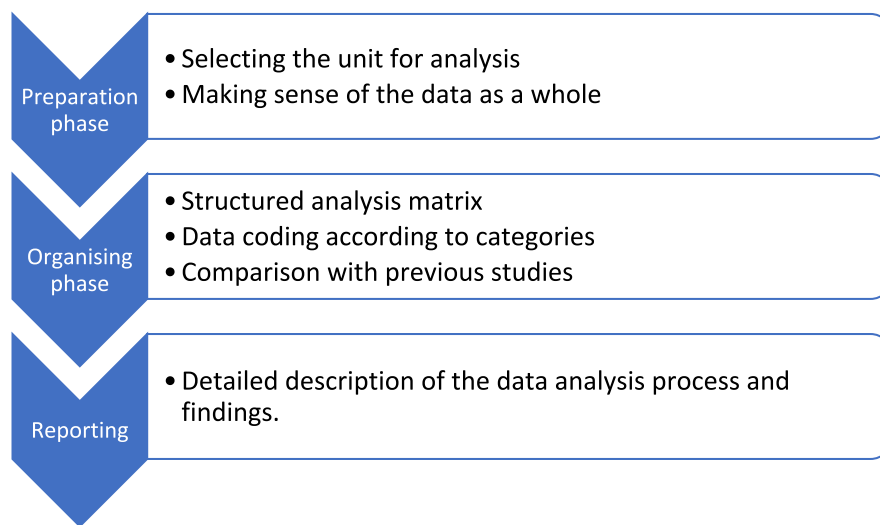 Preparation
phase
• Selecting the unit for analysis
• Making sense of the data as a whole
Organising
phase
• Structured analysis matrix
• Data coding according to categories
• Comparison with previous studies
Reporting
• Detailed description of the data analysis process and
findings.